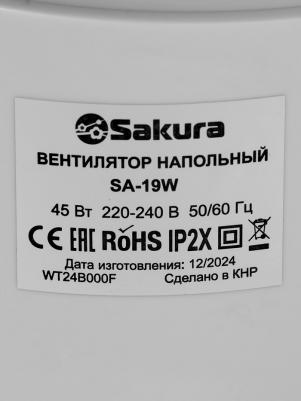 Sakura
ВЕНТИЛЯТОР НАПОЛЬНЫЙ
SA-19W
45 Вт 220-240 В 50/60 Гц
CE EAC RoHS IP2X
Дата изготовления: 12/2024
WT24B000F Сделано в КНР